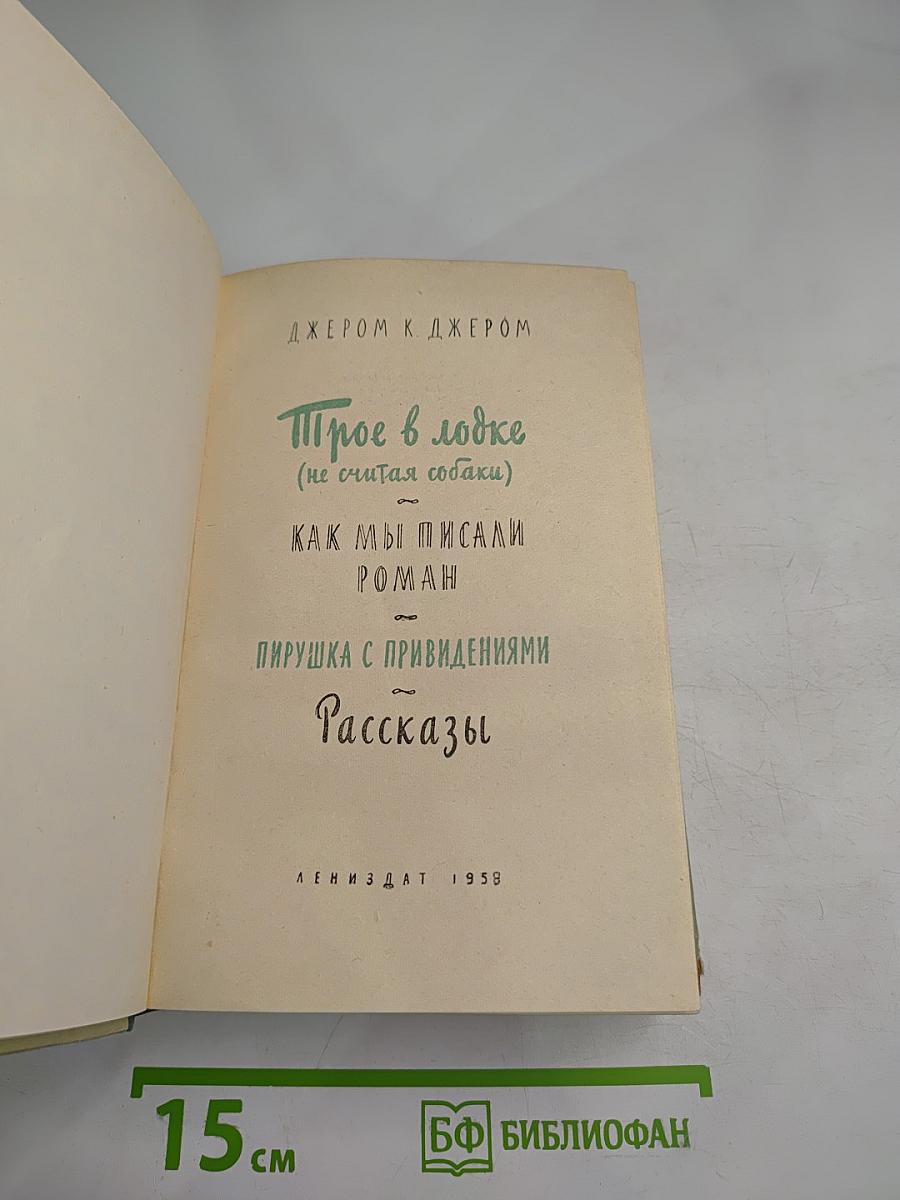 ДЖЕРОМ К. ДЖЕРОМ
Трое в лодке
(не считая собаки)
КАК МЫ ПИСАЛИ
РОМАН
ПИРУШКА С ПРИВИДЕНИЯМИ
Рассказы
ЛЕНИЗДАТ 1958
15 см
БФ БИБЛИОФАН